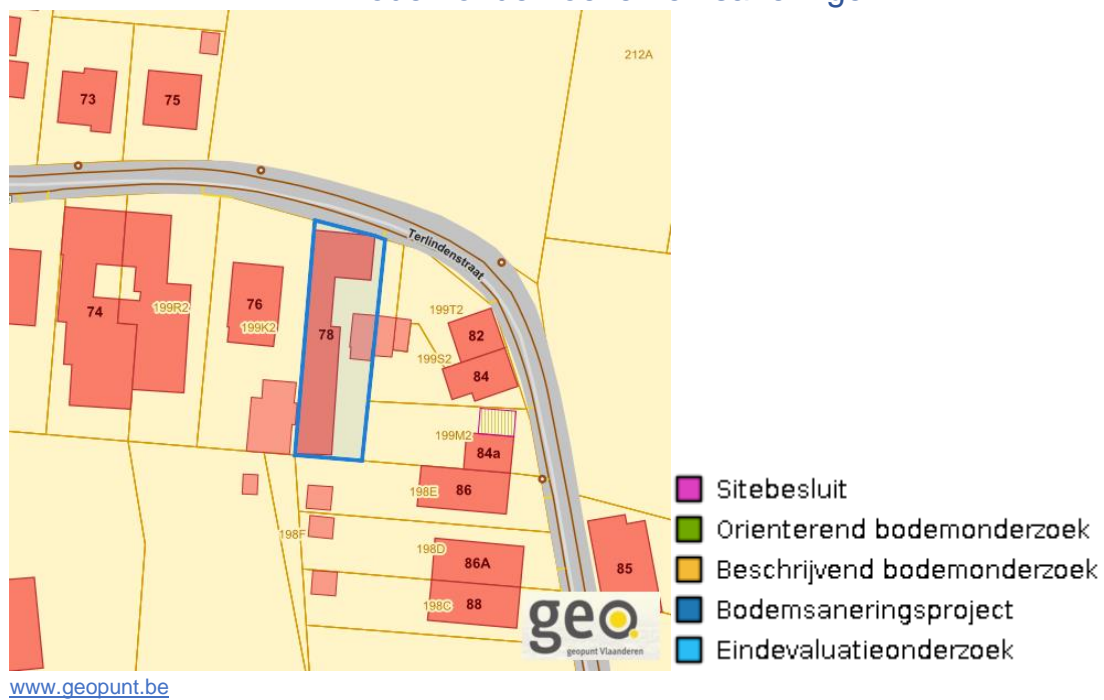 212A
73
75
Terlindenstraat
74
199R2
76
199K2
78
199T2
82
199S2
84
199M2
84a
198E
86
198F
198D
86A
85
198C
88
geo.
geopunt Vlaanderen
Sitebesluit
Orienterend bodemonderzoek
Beschrijvend bodemonderzoek
Bodemsaneringsproject
Eindevaluatieonderzoek
www.geopunt.be